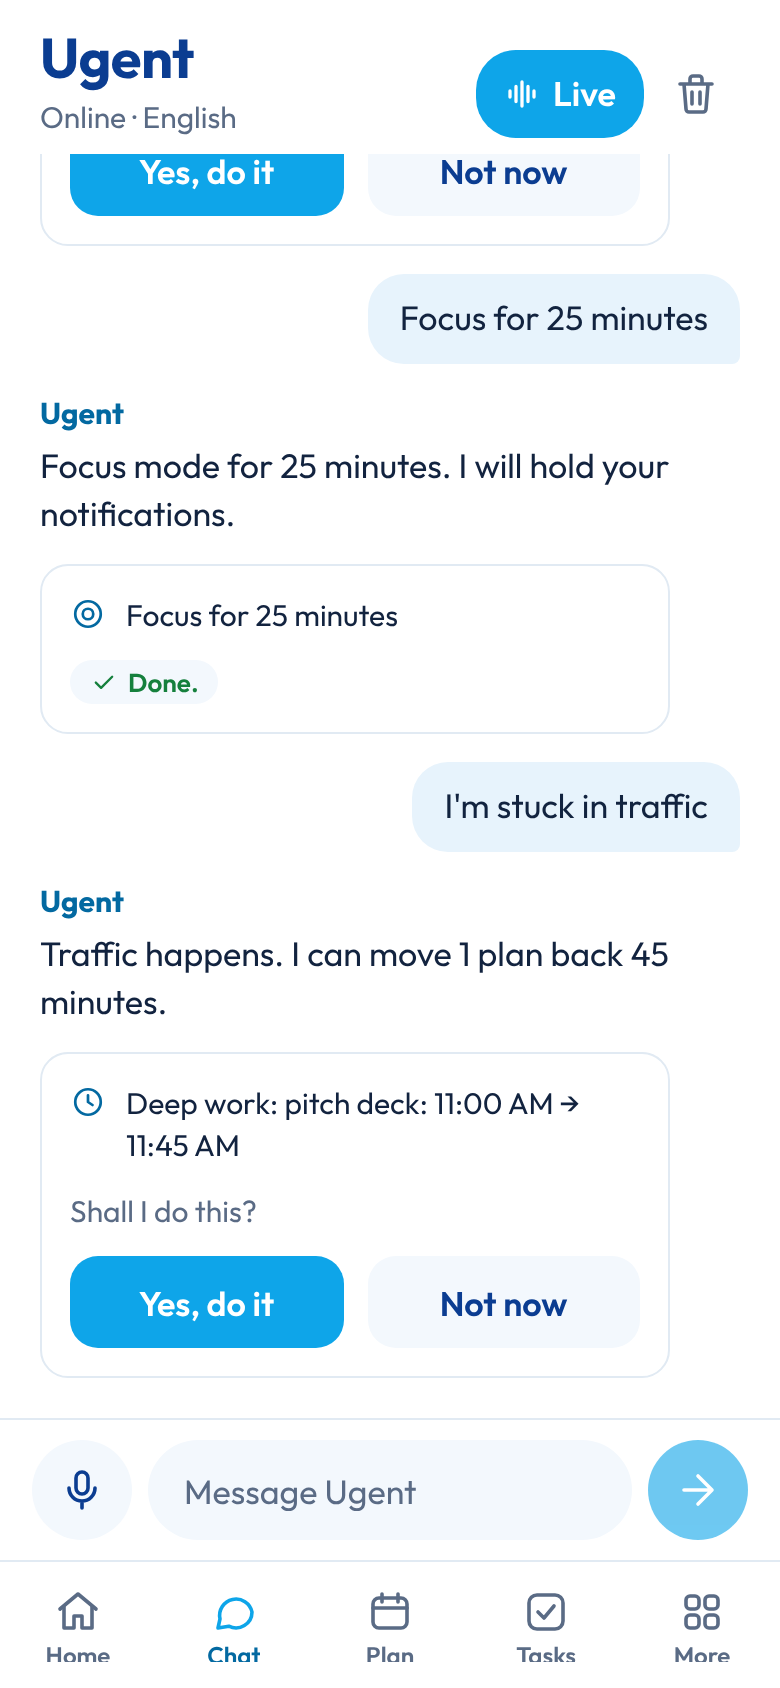 Ugent
Online · English
Live
Yes, do it
Not now
Focus for 25 minutes
Ugent
Focus mode for 25 minutes. I will hold your
notifications.
Focus for 25 minutes
Done.
I'm stuck in traffic
Ugent
Traffic happens. I can move 1 plan back 45
minutes.
Deep work: pitch deck: 11:00 AM →
11:45 AM
Shall I do this?
Yes, do it
Not now
Message Ugent
Home
Chat
Plan
Tasks
More